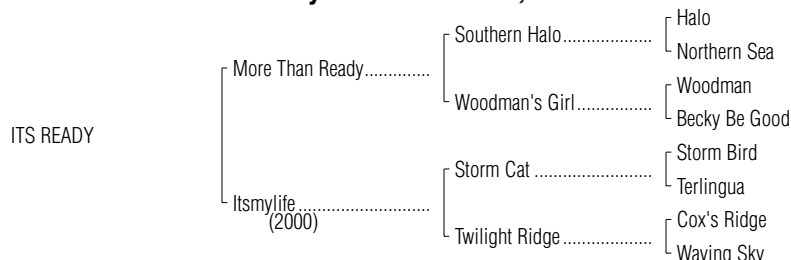 Halo
Southern Halo
Northern Sea
More Than Ready
Woodman
Woodman's Girl
Becky Be Good
ITS READY
Storm Bird
Storm Cat
Terlingua
Itsmylife
(2000)
Cox's Ridge
Twilight Ridge
Waving Sky